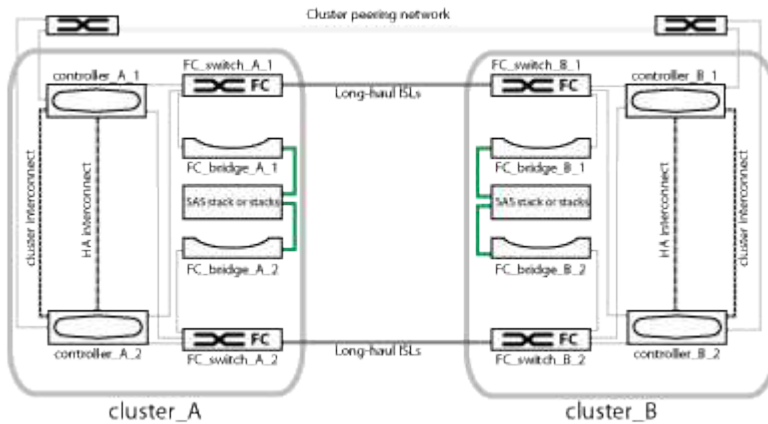 Cluster peering network
controller_A_1
FC_switch_A_1
FC
Long-haul ISLs
FC_switch_B_1
FC
controller_B_1
FC_bridge_A_1
FC_bridge_B_1
cluster interconnect
HA interconnect
SAS stack or stacks
SAS stack or stacks
HA interconnect
cluster interconnect
FC_bridge_A_2
FC_bridge_B_2
controller_A_2
FC
FC_switch_A_2
Long-haul ISLs
FC
FC_switch_B_2
controller_B_2
cluster_A
cluster_B